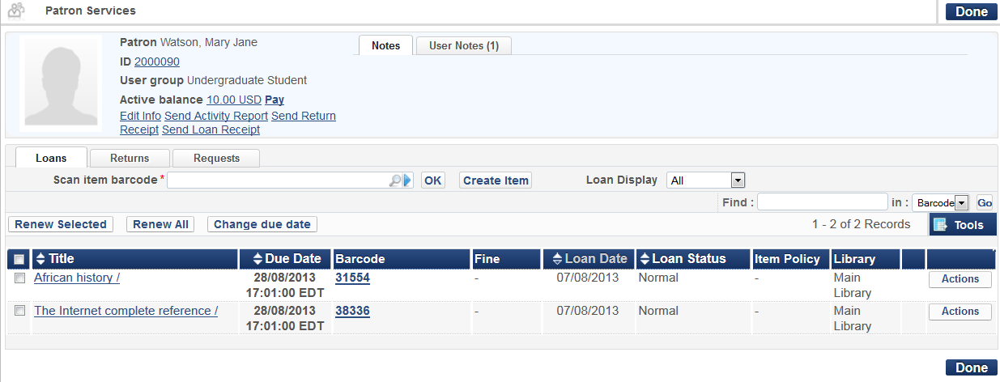 Patron Services
Done
Patron Watson, Mary Jane
ID 2000090
User group Undergraduate Student
Active balance 10.00 USD Pay
Edit Info Send Activity Report Send Return
Receipt Send Loan Receipt
Notes User Notes (1)
Loans Returns Requests
Scan item barcode * OK Create Item Loan Display All
Find : in : Barcode Go
Renew Selected Renew All Change due date 1 - 2 of 2 Records Tools
Title Due Date Barcode Fine Loan Date Loan Status Item Policy Library
African history / 28/08/2013 31554 - 07/08/2013 Normal - Main Actions
17:01:00 EDT Library
The Internet complete reference / 28/08/2013 38336 - 07/08/2013 Normal - Main Actions
17:01:00 EDT Library
Done